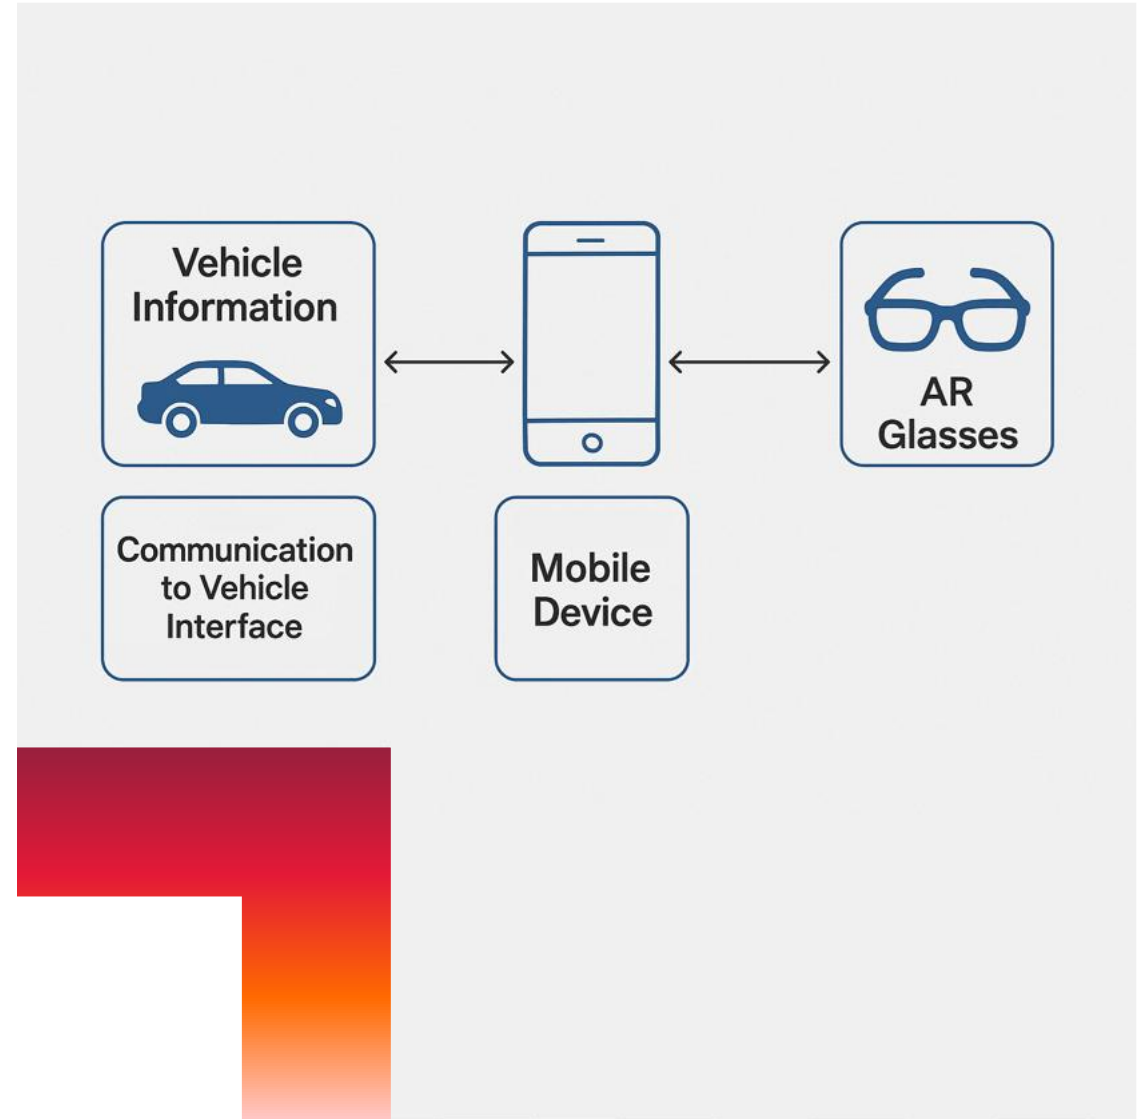 Vehicle
Information
AR
Glasses
Communication
to Vehicle
Interface
Mobile
Device